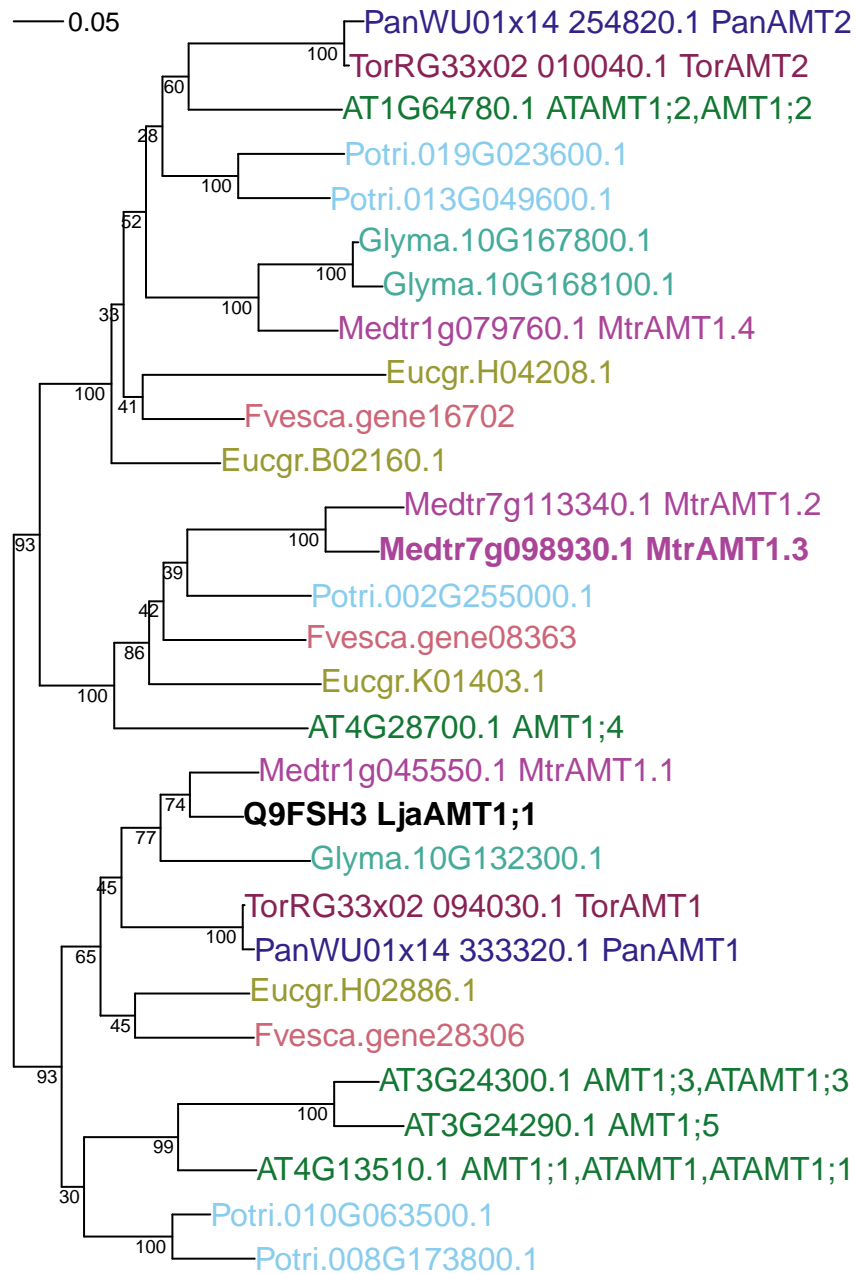 0.05
PanWU01x14 254820.1 PanAMT2
100
TorRG33x02 010040.1 TorAMT2
60
AT1G64780.1 ATAMT1;2,AMT1;2
28
Potri.019G023600.1
100
Potri.013G049600.1
52
Glyma.10G167800.1
100
Glyma.10G168100.1
100
Medtr1g079760.1 MtrAMT1.4
33
Eucgr.H04208.1
100
41
Fvesca.gene16702
Eucgr.B02160.1
Medtr7g113340.1 MtrAMT1.2
100
93
Medtr7g098930.1 MtrAMT1.3
39
Potri.002G255000.1
42
Fvesca.gene08363
86
Eucgr.K01403.1
100
AT4G28700.1 AMT1;4
Medtr1g045550.1 MtrAMT1.1
74
Q9FSH3 LjaAMT1;1
77
Glyma.10G132300.1
45
TorRG33x02 094030.1 TorAMT1
100
PanWU01x14 333320.1 PanAMT1
65
Eucgr.H02886.1
45
Fvesca.gene28306
93
AT3G24300.1 AMT1;3,ATAMT1;3
100
AT3G24290.1 AMT1;5
99
AT4G13510.1 AMT1;1,ATAMT1,ATAMT1;1
30
Potri.010G063500.1
100
Potri.008G173800.1